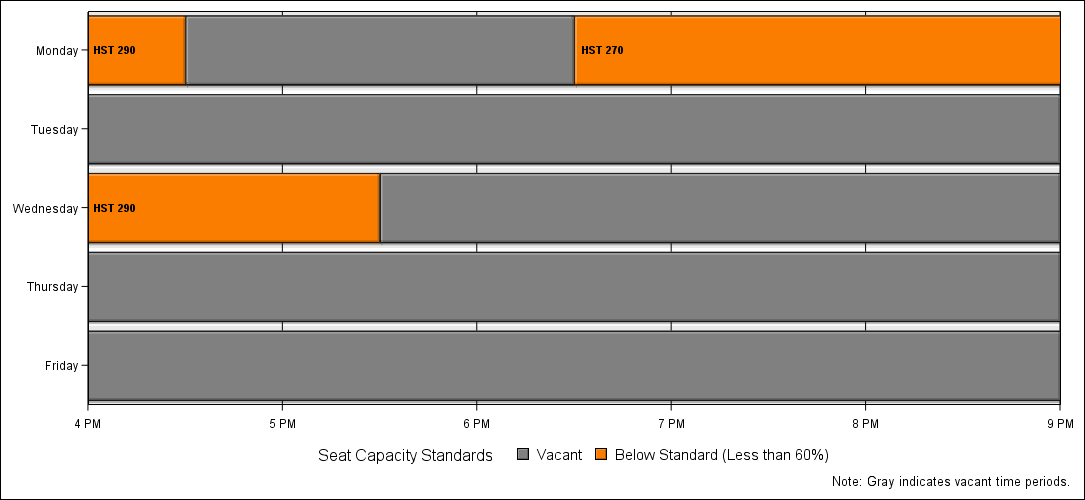 Monday
HST 290
HST 270
Tuesday
Wednesday
HST 290
Thursday
Friday
4 PM 5 PM 6 PM 7 PM 8 PM 9 PM
Seat Capacity Standards Vacant Below Standard (Less than 60%)
Note: Gray indicates vacant time periods.